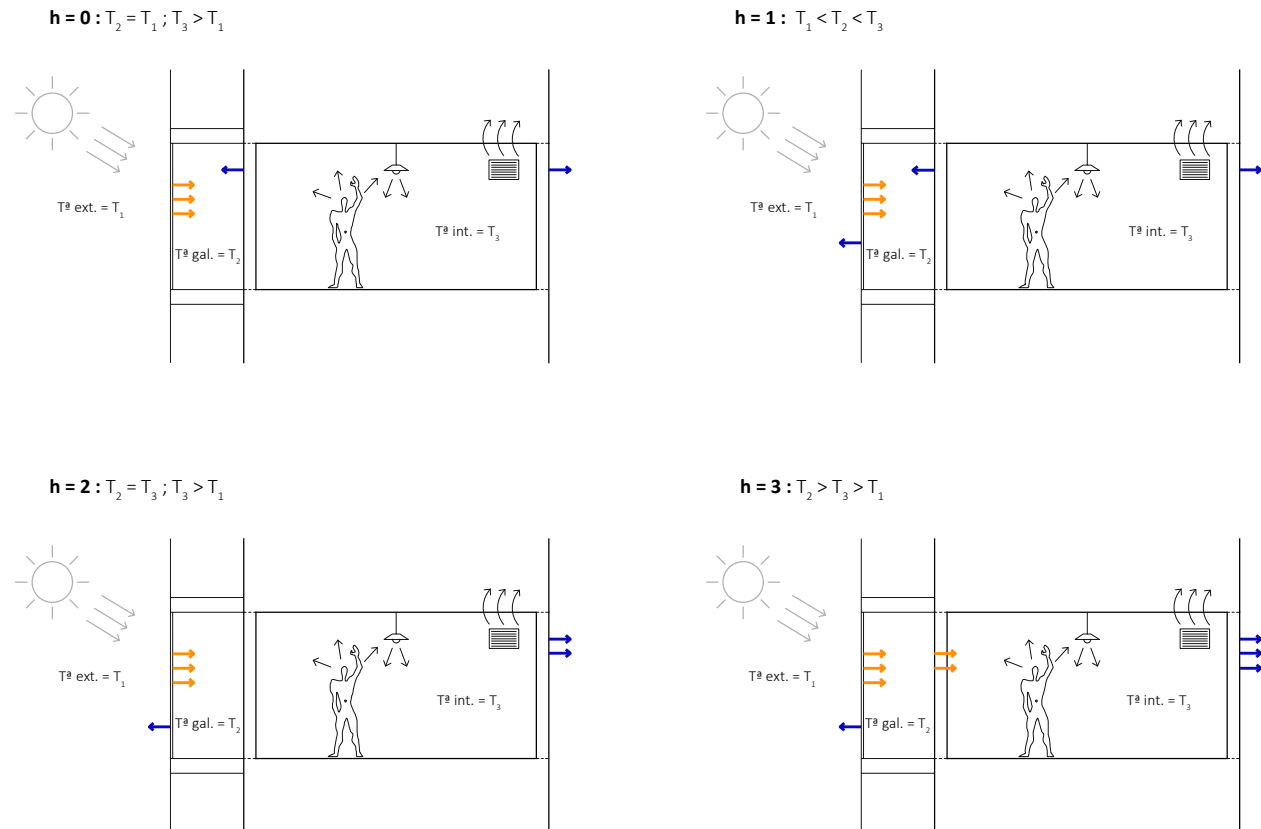 h = 0 : T₂ = T₁ ; T₃ > T₁
Tª ext. = T₁
Tª gal. = T₂
Tª int. = T₃
h = 1 : T₁ < T₂ < T₃
Tª ext. = T₁
Tª gal. = T₂
Tª int. = T₃
h = 2 : T₂ = T₃ ; T₃ > T₁
Tª ext. = T₁
Tª gal. = T₂
Tª int. = T₃
h = 3 : T₂ > T₃ > T₁
Tª ext. = T₁
Tª gal. = T₂
Tª int. = T₃